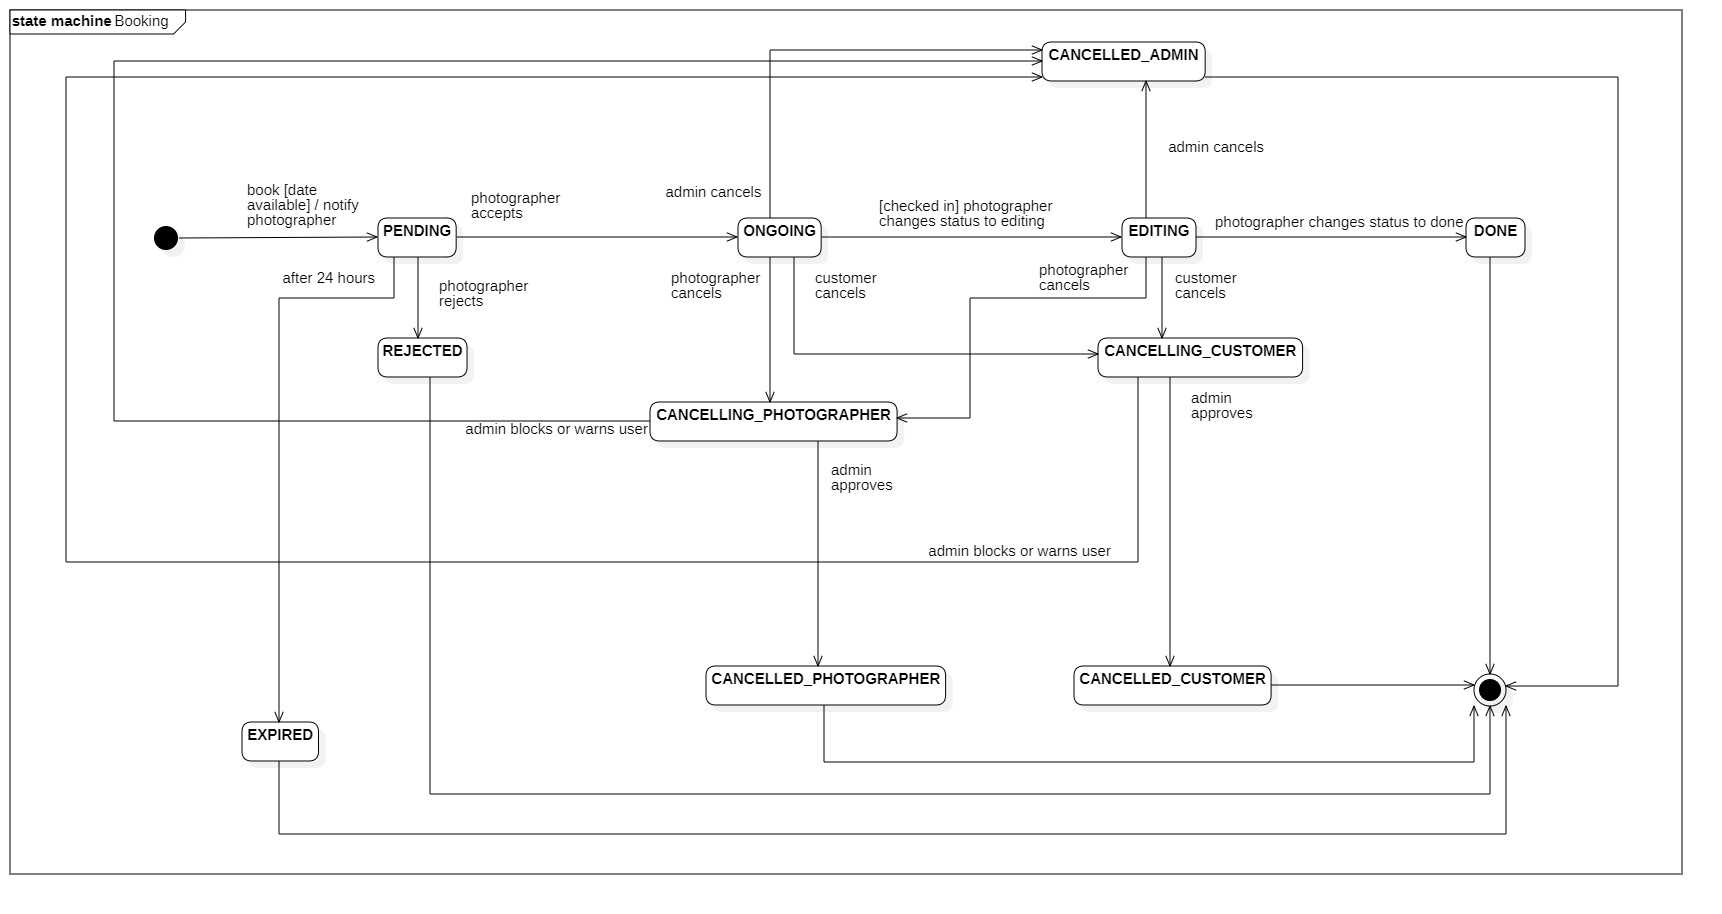 state machine Booking
CANCELLED_ADMIN
admin cancels
book [date
available] / notify
photographer
photographer
accepts
admin cancels
[checked in] photographer
changes status to editing
photographer changes status to done
PENDING
ONGOING
EDITING
DONE
after 24 hours
photographer
rejects
photographer
cancels
customer
cancels
photographer
cancels
customer
cancels
REJECTED
CANCELLING_CUSTOMER
admin
approves
CANCELLING_PHOTOGRAPHER
admin blocks or warns user
admin
approves
admin blocks or warns user
CANCELLED_PHOTOGRAPHER
CANCELLED_CUSTOMER
EXPIRED